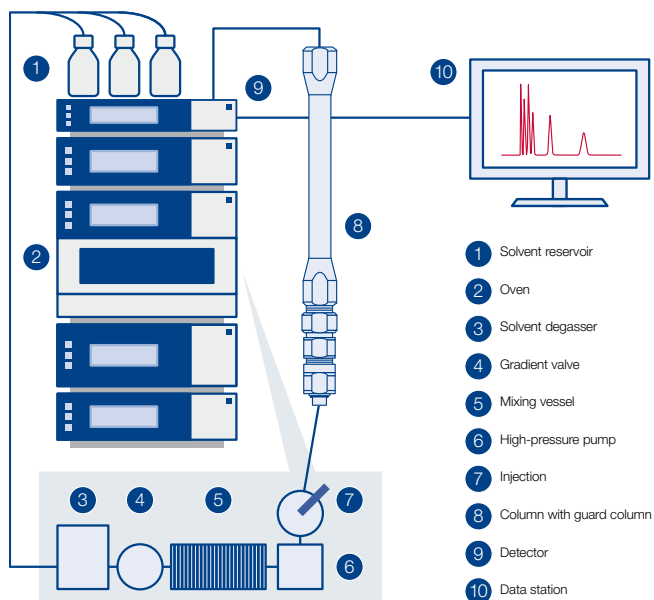 1
10
9
8
2
1 Solvent reservoir
2 Oven
3 Solvent degasser
4 Gradient valve
5 Mixing vessel
6 High-pressure pump
7 Injection
8 Column with guard column
9 Detector
10 Data station
3 4 5 7
6